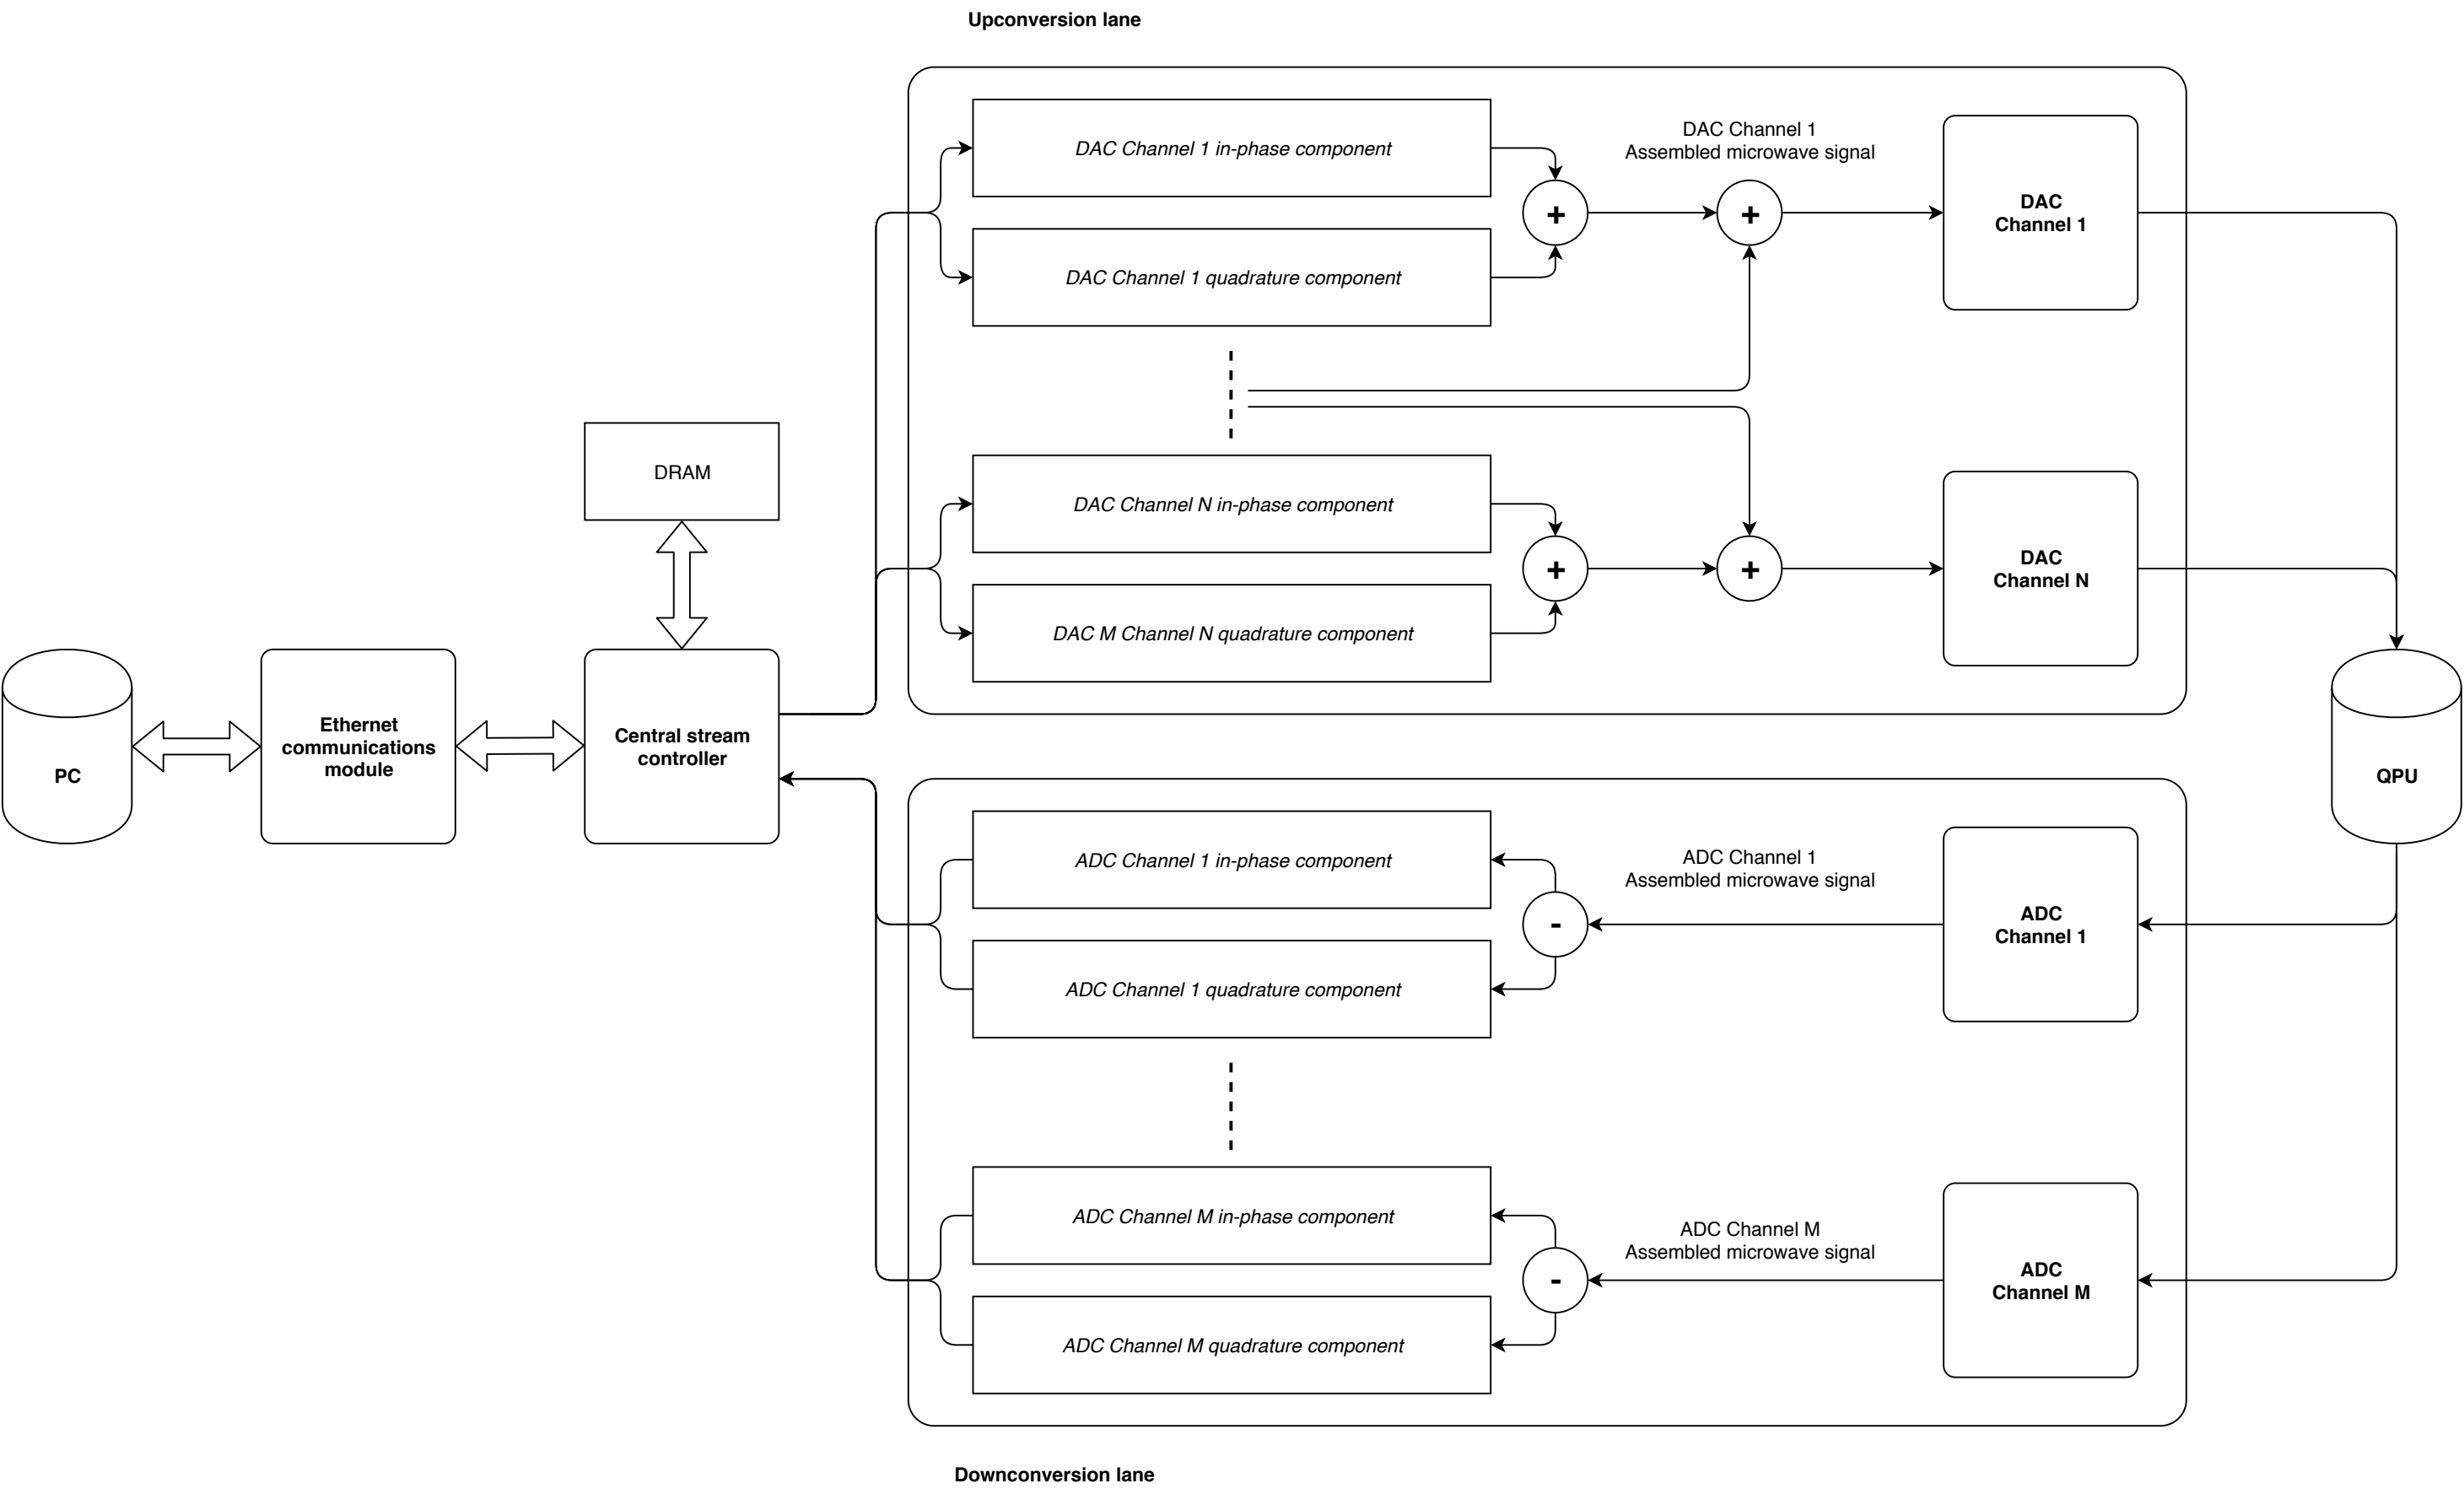 Upconversion lane
DAC Channel 1 in-phase component
DAC Channel 1
Assembled microwave signal
DAC
Channel 1
+
+
DAC Channel 1 quadrature component
DRAM
DAC Channel N in-phase component
DAC
Channel N
+
+
DAC M Channel N quadrature component
PC
Ethernet
communications
module
Central stream
controller
QPU
ADC Channel 1 in-phase component
ADC Channel 1
Assembled microwave signal
ADC
Channel 1
-
ADC Channel 1 quadrature component
ADC Channel M in-phase component
ADC Channel M
Assembled microwave signal
ADC
Channel M
-
ADC Channel M quadrature component
Downconversion lane